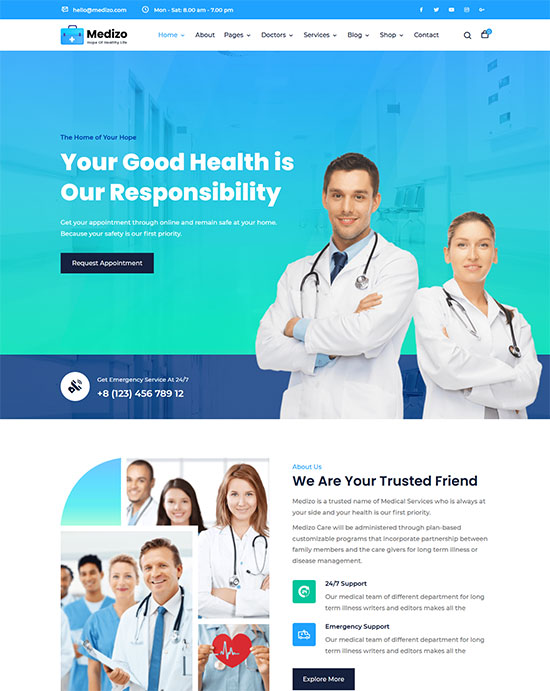 hello@medizo.com
Mon - Sat: 8.00 am - 7.00 pm
Medizo
Hope Of Healthy Life
Home
About
Pages
Doctors
Services
Blog
Shop
Contact
The Home of Your Hope
Your Good Health is
Our Responsibility
Get your appointment through online and remain safe at your home.
Because your safety is our first priority.
Request Appointment
Get Emergency Service At 24/7
+8 (123) 456 789 12
About Us
We Are Your Trusted Friend
Medizo is a trusted name of Medical Services who is always at
your side and your health is our first priority.
Medizo Care will be administered through plan-based
customizable programs that incorporate partnership between
family members and the care givers for long term illness or
disease management.
24/7 Support
Our medical team of different department for long
term illness writers and editors makes all the
Emergency Support
Our medical team of different department for long
term illness writers and editors makes all the
Explore More